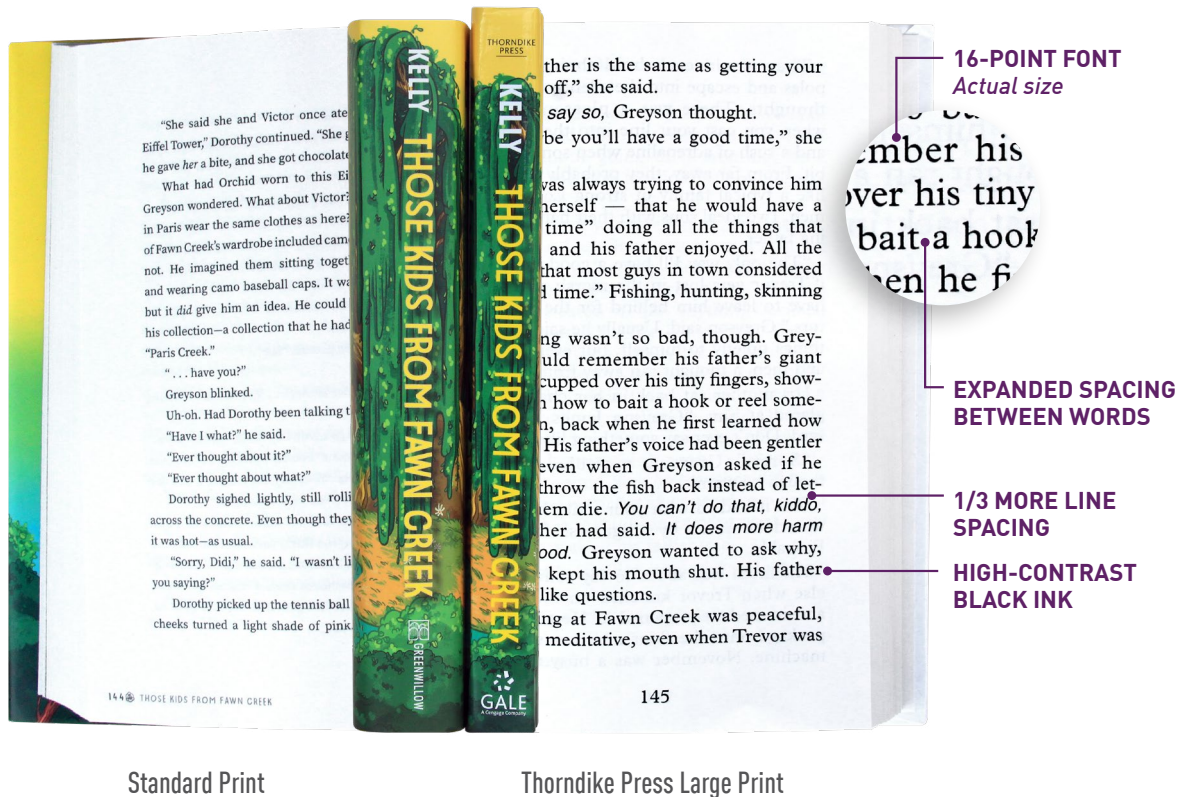 "She said she and Victor once ate
Eiffel Tower," Dorothy continued. "She
he gave her a bite, and she got chocolate
What had Orchid worn to this
Greyson wondered. What about Victor?
in Paris wear the same clothes as here?
of Fawn Creek's wardrobe included
not. He imagined them sitting
and wearing camo baseball caps. It
but it did give him an idea. He could
his collection—a collection that he had
"Paris Creek."
". . . have you?"
Greyson blinked.
Uh-oh. Had Dorothy been talking
"Have I what?" he said.
"Ever thought about it?"
"Ever thought about what?"
Dorothy sighed lightly, still
across the concrete. Even though they
it was hot—as usual.
"Sorry, Didi," he said. "I wasn't
you saying?"
Dorothy picked up the tennis ball
cheeks turned a light shade of pink.
144 THOSE KIDS FROM FAWN CREEK
KELLY THOSE KIDS FROM FAWN CREEK
GREENWILLOW
THORNDIKE
PRESS
KELLY THOSE KIDS FROM FAWN CREEK
GALE
A Cengage Company
ther is the same as getting your
off," she said.
say so, Greyson thought.
be you'll have a good time," she
was always trying to convince him
herself — that he would have a
time" doing all the things that
and his father enjoyed. All the
that most guys in town considered
d time." Fishing, hunting, skinning
ng wasn't so bad, though. Grey-
uld remember his father's giant
cupped over his tiny fingers, show-
how to bait a hook or reel some-
n, back when he first learned how
His father's voice had been gentler
even when Greyson asked if he
throw the fish back instead of let-
hem die. You can't do that, kiddo,
her had said. It does more harm
ood. Greyson wanted to ask why,
kept his mouth shut. His father
like questions.
ng at Fawn Creek was peaceful,
meditative, even when Trevor was
145
16-POINT FONT
Actual size
ember his
over his tiny
bait a hook
hen he fi
EXPANDED SPACING
BETWEEN WORDS
1/3 MORE LINE
SPACING
HIGH-CONTRAST
BLACK INK
Standard Print
Thorndike Press Large Print